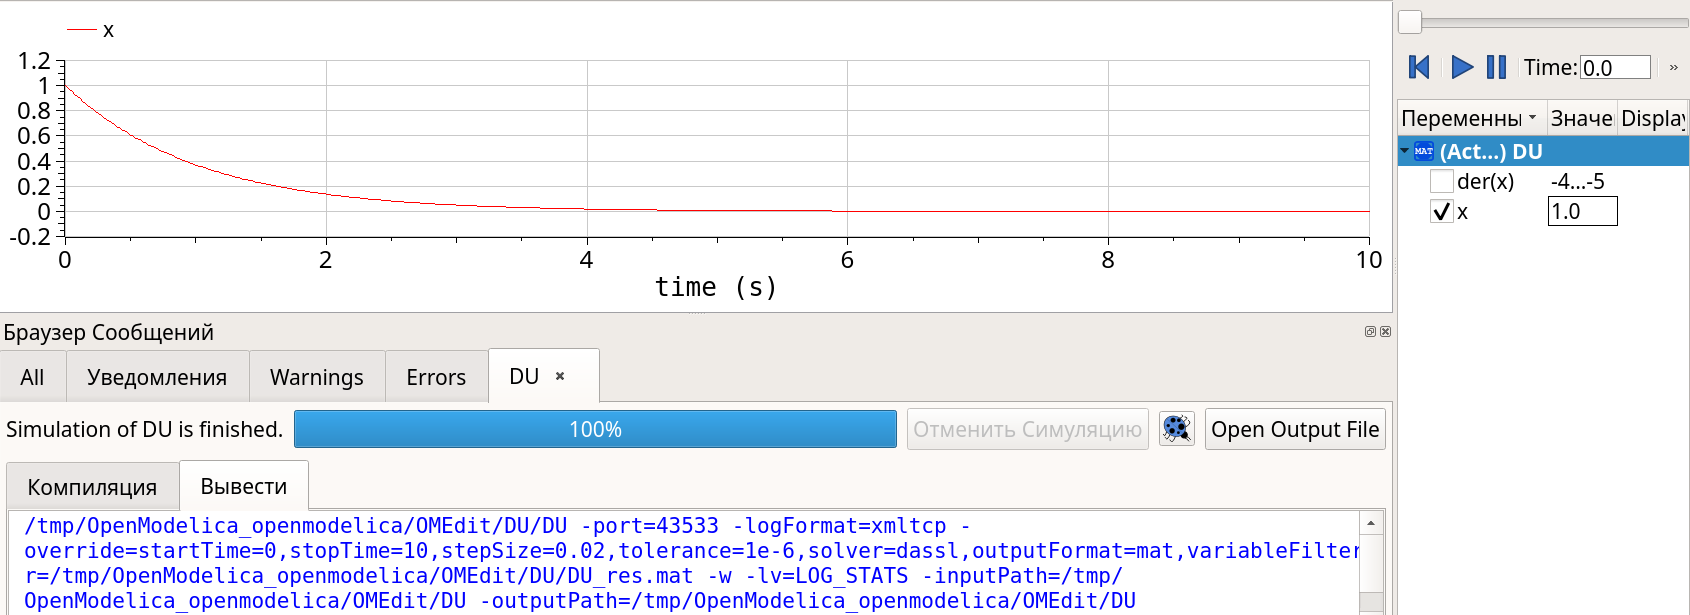 x
1.2
1
0.8
0.6
0.4
0.2
0
-0.2
0 2 4 6 8 10
time (s)
Time: 0.0 »
Переменны Значе Display
MAT (Act...) DU
der(x) -4...-5
x 1.0
Браузер Сообщений
All Уведомления Warnings Errors DU
Simulation of DU is finished. 100% Отменить Симуляцию Open Output File
Компиляция Вывести
/tmp/OpenModelica_openmodelica/OMEdit/DU/DU -port=43533 -logFormat=xmltcp -
override=startTime=0,stopTime=10,stepSize=0.02,tolerance=1e-6,solver=dassl,outputFormat=mat,variableFilter
r=/tmp/OpenModelica_openmodelica/OMEdit/DU/DU_res.mat -w -lv=LOG_STATS -inputPath=/tmp/
OpenModelica_openmodelica/OMEdit/DU -outputPath=/tmp/OpenModelica_openmodelica/OMEdit/DU